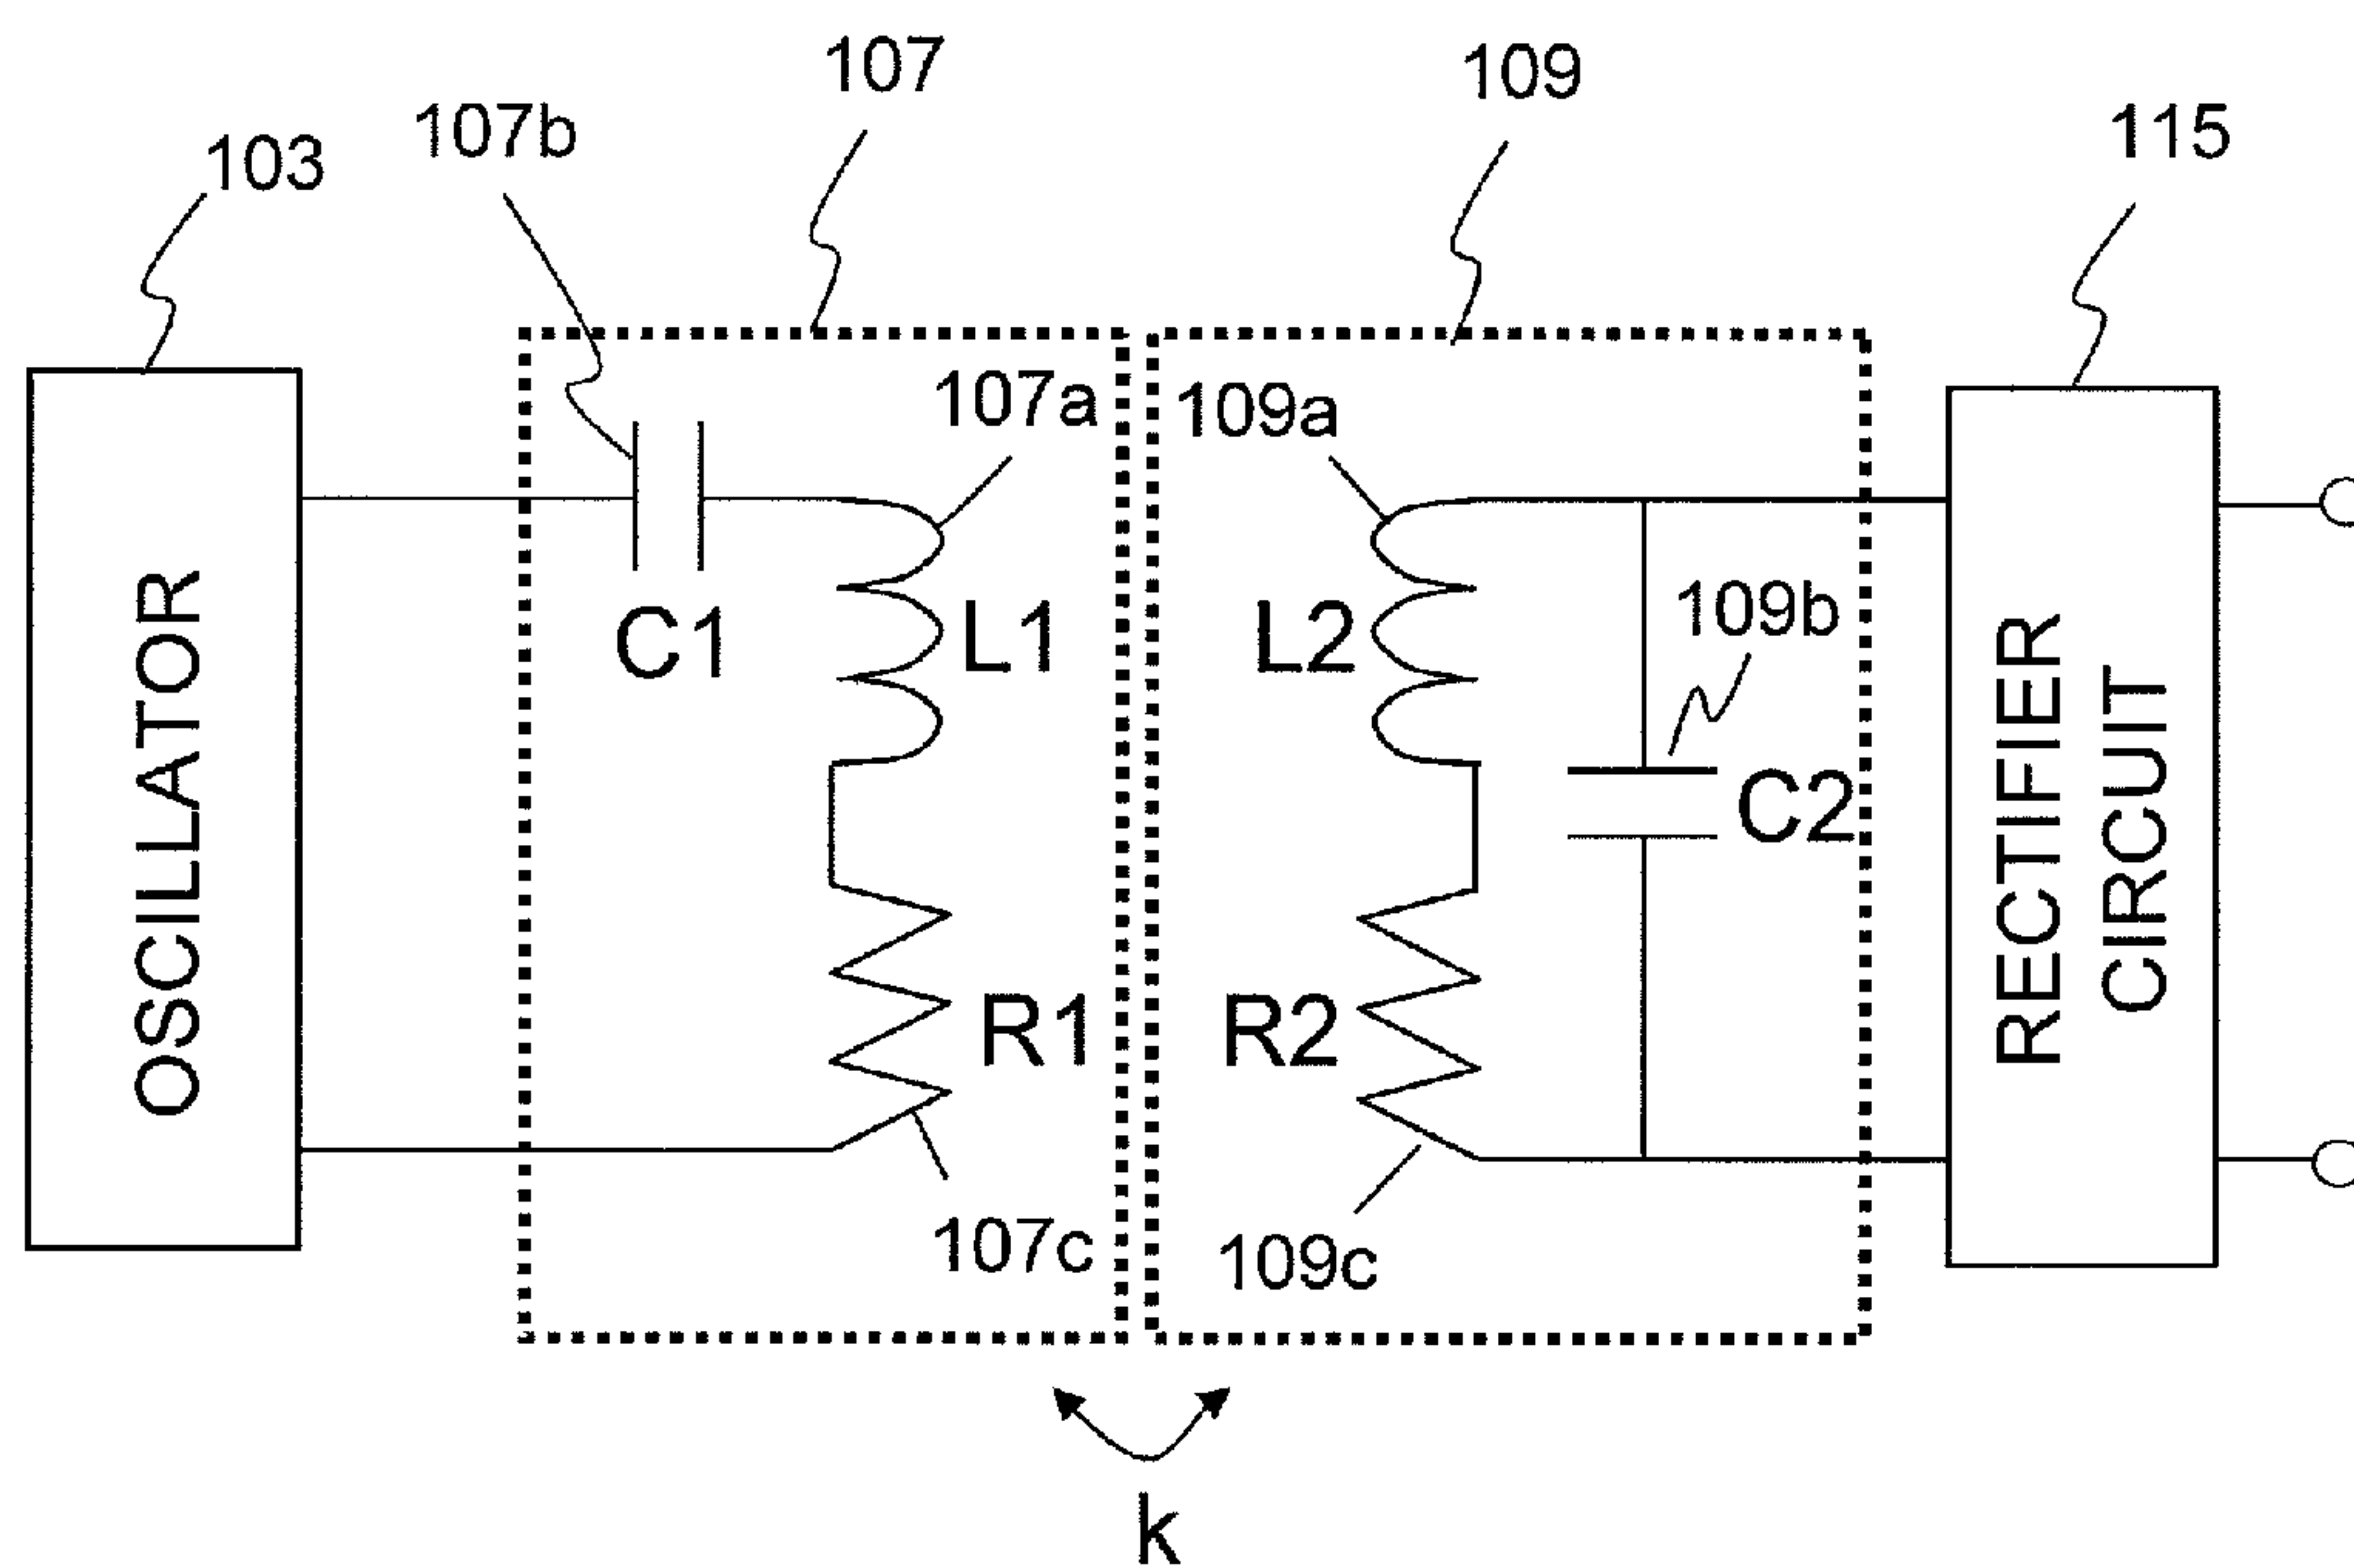 107
109
107b
115
103
107a
109a
109b
C1
L1
L2
C2
OSCILLATOR
RECTIFIER
CIRCUIT
R1
R2
107c
109c
k